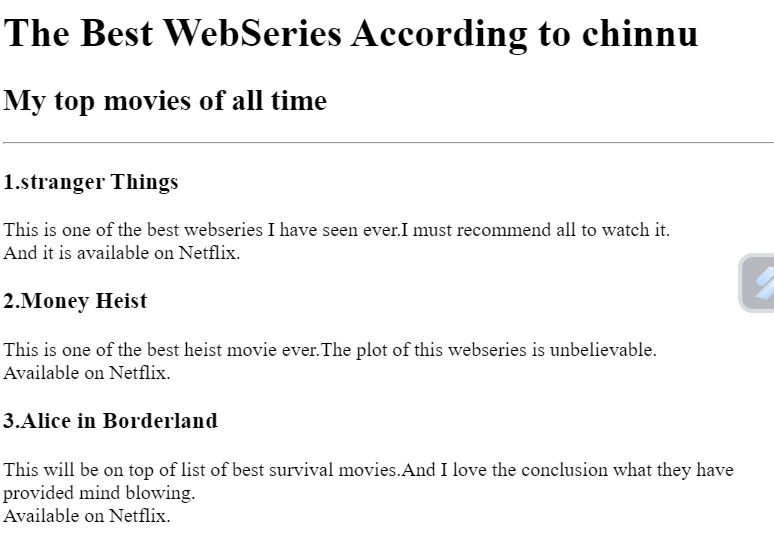 The Best WebSeries According to chinnu
My top movies of all time
1.stranger Things
This is one of the best webseries I have seen ever.I must recommend all to watch it.
And it is available on Netflix.
2.Money Heist
This is one of the best heist movie ever.The plot of this webseries is unbelievable.
Available on Netflix.
3.Alice in Borderland
This will be on top of list of best survival movies.And I love the conclusion what they have
provided mind blowing.
Available on Netflix.